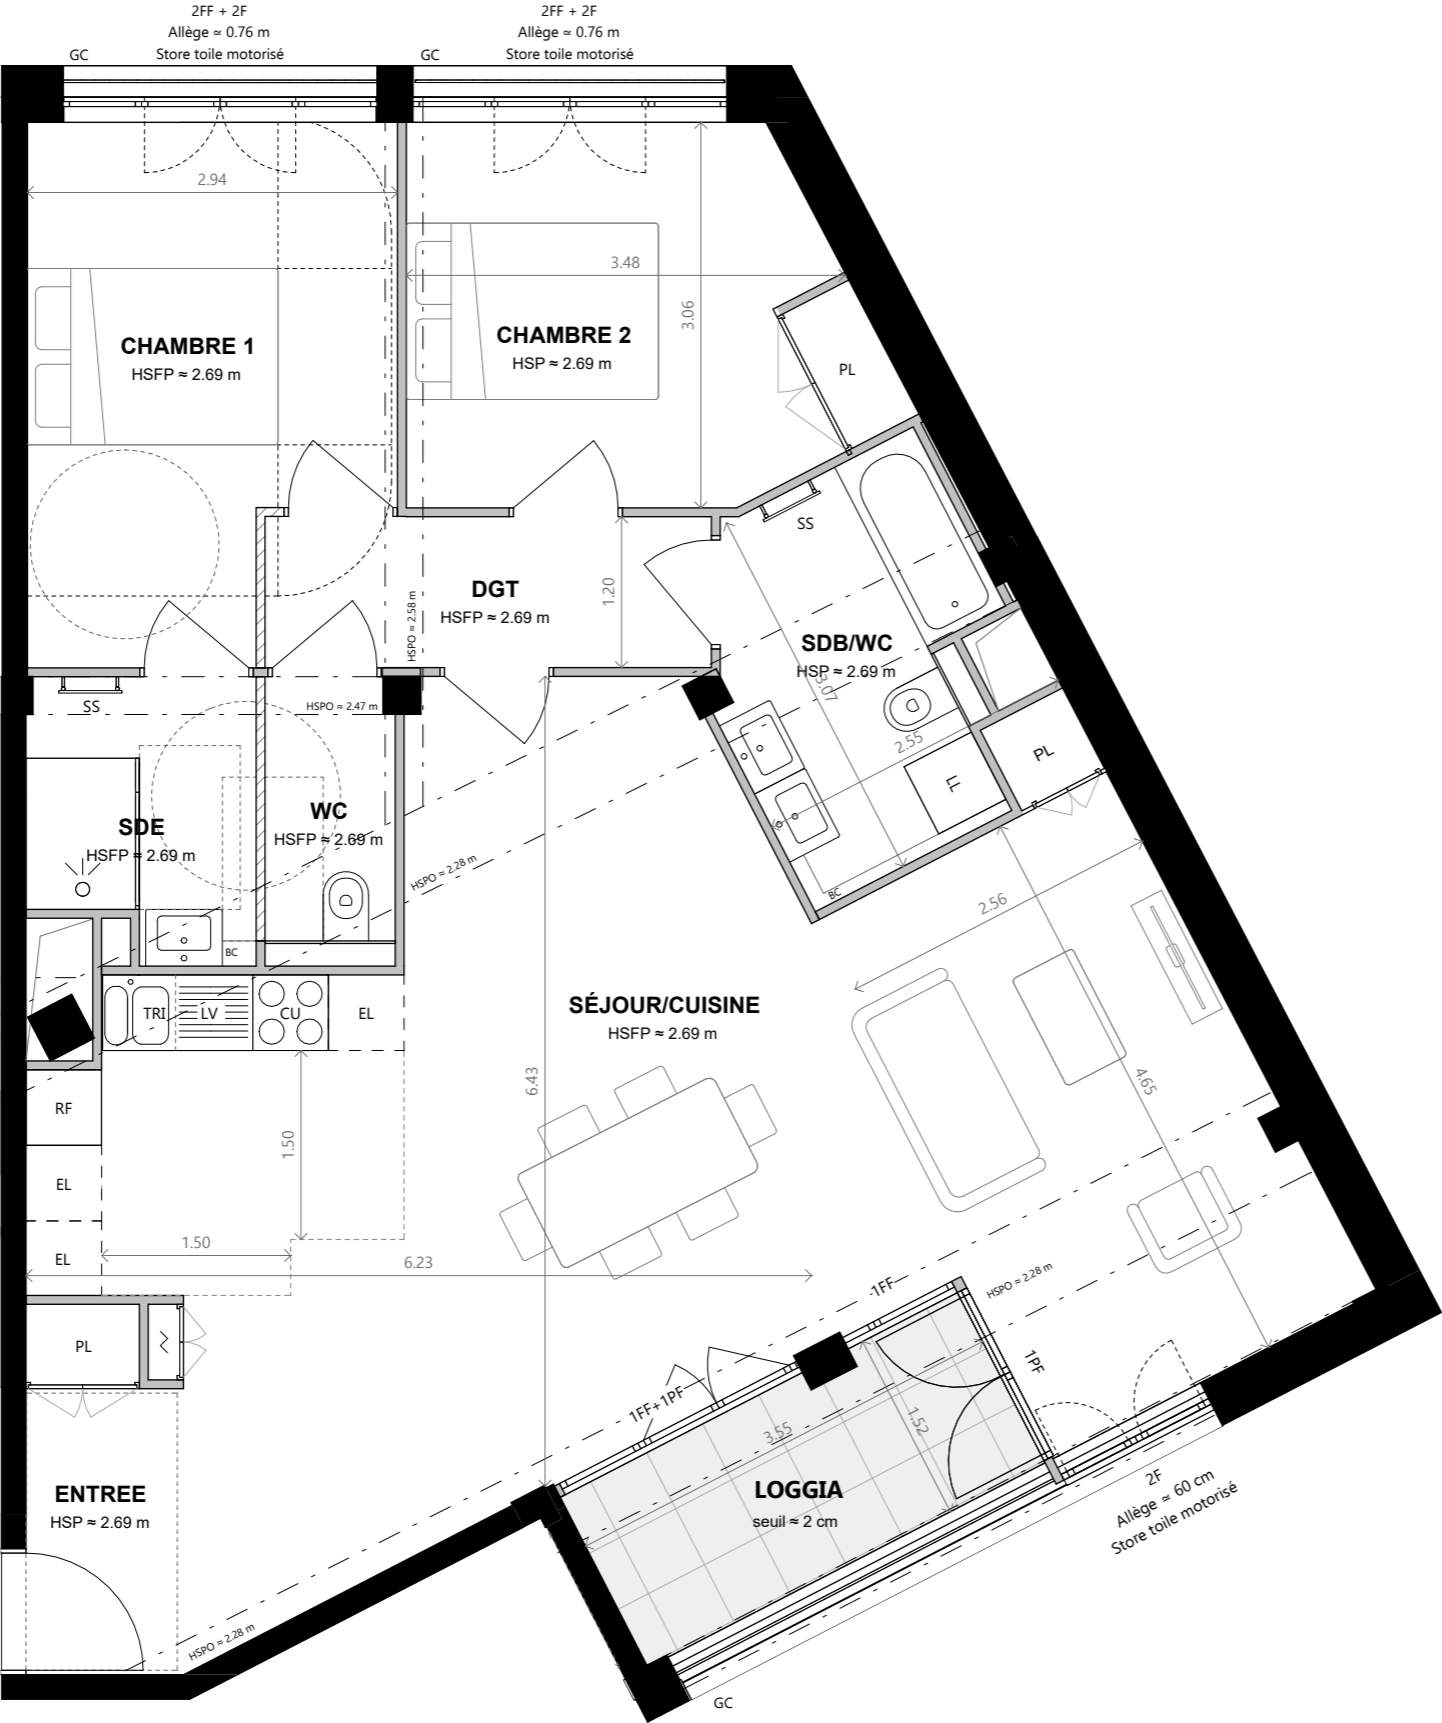 2FF + 2F
Allège ≃ 0.76 m
GC
Store toile motorisé
2FF + 2F
Allège ≃ 0.76 m
GC
Store toile motorisé
2.94
3.48
3.06
CHAMBRE 1
HSFP ≈ 2.69 m
CHAMBRE 2
HSP ≈ 2.69 m
PL
SS
DGT
HSFP ≈ 2.69 m
1.20
HSPO ≈ 2.58 m
SDB/WC
HSP ≈ 2.69 m
3.07
2.55
LL
PL
BC
SS
HSPO ≈ 2.47 m
SDE
HSFP ≈ 2.69 m
WC
HSFP ≈ 2.69 m
BC
HSPO ≈ 2.28 m
2.56
SÉJOUR/CUISINE
HSFP ≈ 2.69 m
TRI
LV
CU
EL
RF
EL
EL
1.50
1.50
6.43
6.23
4.65
PL
1FF
HSPO ≈ 2.28 m
1PF
1FF+1PF
3.55
1.52
LOGGIA
seuil ≈ 2 cm
2F
Allège ≃ 60 cm
Store toile motorisé
ENTREE
HSP ≈ 2.69 m
HSPO ≈ 2.28 m
GC